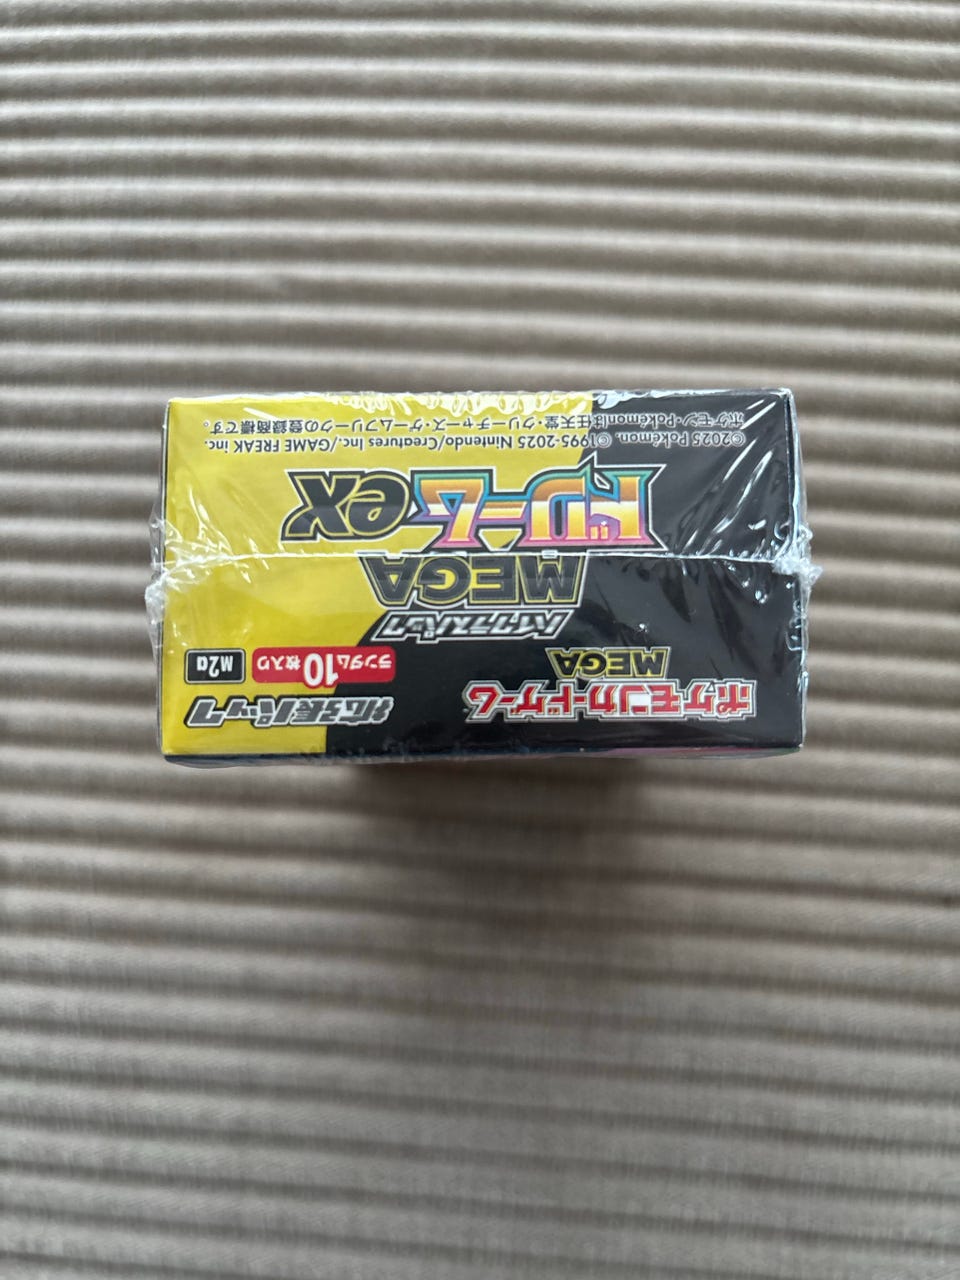 ポケモンカードゲーム
MEGA
拡張パック
ランダム10枚入り
M2a
ハイクラスパック
MEGA
ドリームex
©2025 Pokémon. ©1995-2025 Nintendo/Creatures Inc./GAME FREAK inc.
ポケモン・Pokémonは任天堂・クリーチャーズ・ゲームフリークの登録商標です。